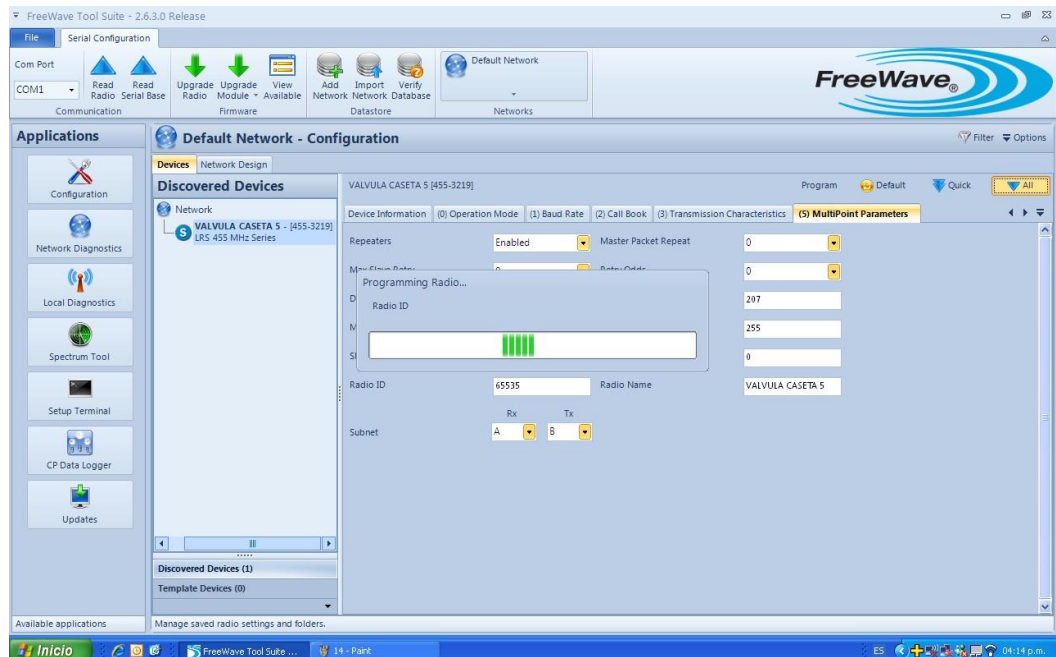 FreeWave Tool Suite - 2.6.3.0 Release
File
Serial Configuration
Com Port
COM1
Read Radio
Read Serial Base
Communication
Upgrade Radio
Upgrade Module
View Available
Firmware
Add Network
Import Network
Verify Database
Datastore
Default Network
Networks
FreeWave®
Applications
Configuration
Network Diagnostics
Local Diagnostics
Spectrum Tool
Setup Terminal
CP Data Logger
Updates
Available applications
Default Network - Configuration
Filter
Options
Devices
Network Design
Discovered Devices
Network
S
VALVULA CASETA 5 - [455-3219]
LRS 455 MHz Series
Discovered Devices (1)
Template Devices (0)
Manage saved radio settings and folders.
VALVULA CASETA 5 [455-3219]
Program
Default
Quick
All
Device Information
(0) Operation Mode
(1) Baud Rate
(2) Call Book
(3) Transmission Characteristics
(5) MultiPoint Parameters
Repeaters
Enabled
Master Packet Repeat
0
0
Programming Radio...
Radio ID
207
255
0
Radio ID
65535
Radio Name
VALVULA CASETA 5
Rx
Tx
Subnet
A
B
Inicio
FreeWave Tool Suite ...
14 - Paint
ES
04:14 p.m.